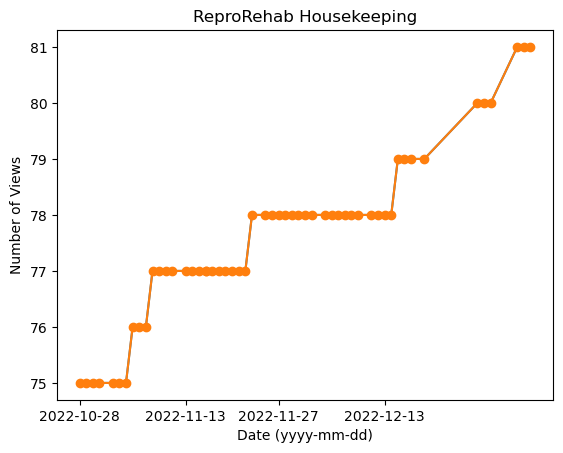 ReproRehab Housekeeping
81
80
79
78
77
76
75
Number of Views
2022-10-28 2022-11-13 2022-11-27 2022-12-13
Date (yyyy-mm-dd)